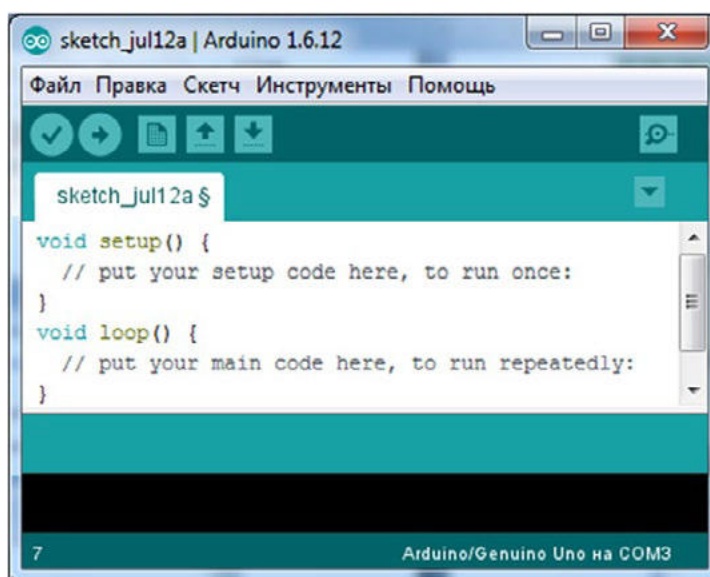 sketch_jul12a | Arduino 1.6.12
Файл Правка Скетч Инструменты Помощь
sketch_jul12a §
void setup() {
  // put your setup code here, to run once:
}
void loop() {
  // put your main code here, to run repeatedly:
}
7 Arduino/Genuino Uno на COM3